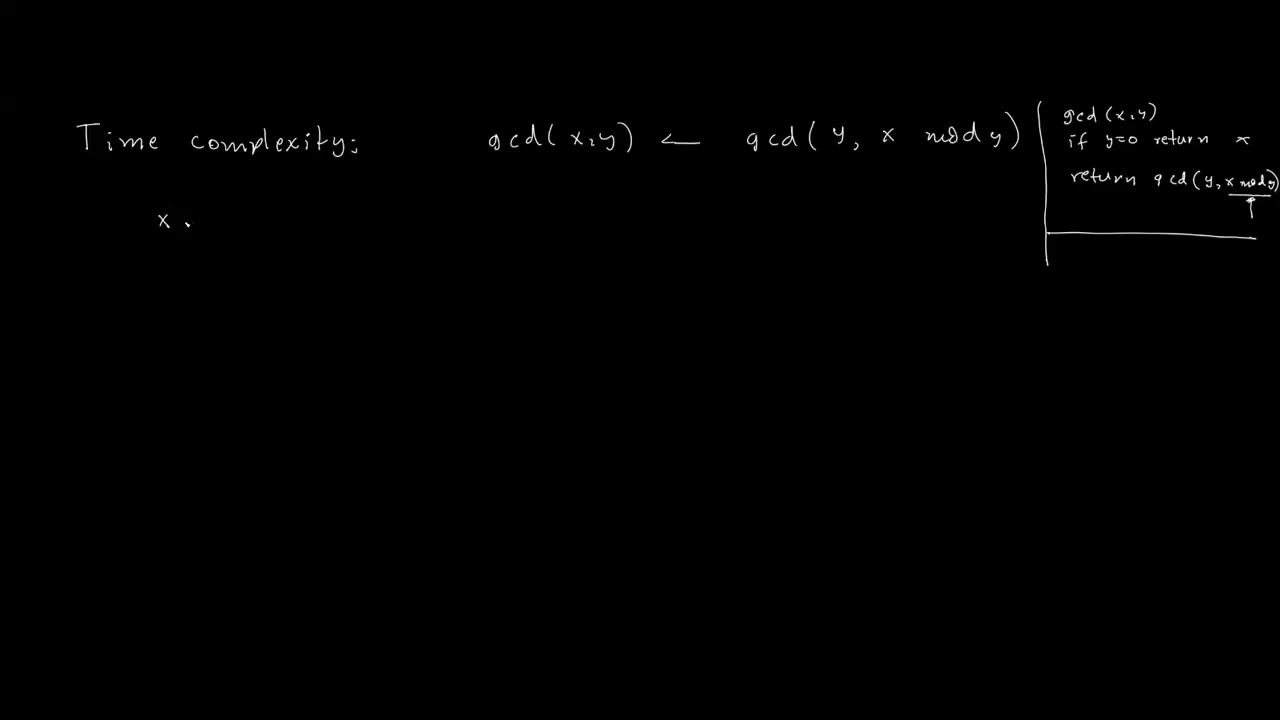 Time complexity: gcd(x,y) ← gcd(y, x mod y)
x .
gcd(x,y)
if y=0 return x
return gcd(y, x mod y)
↑